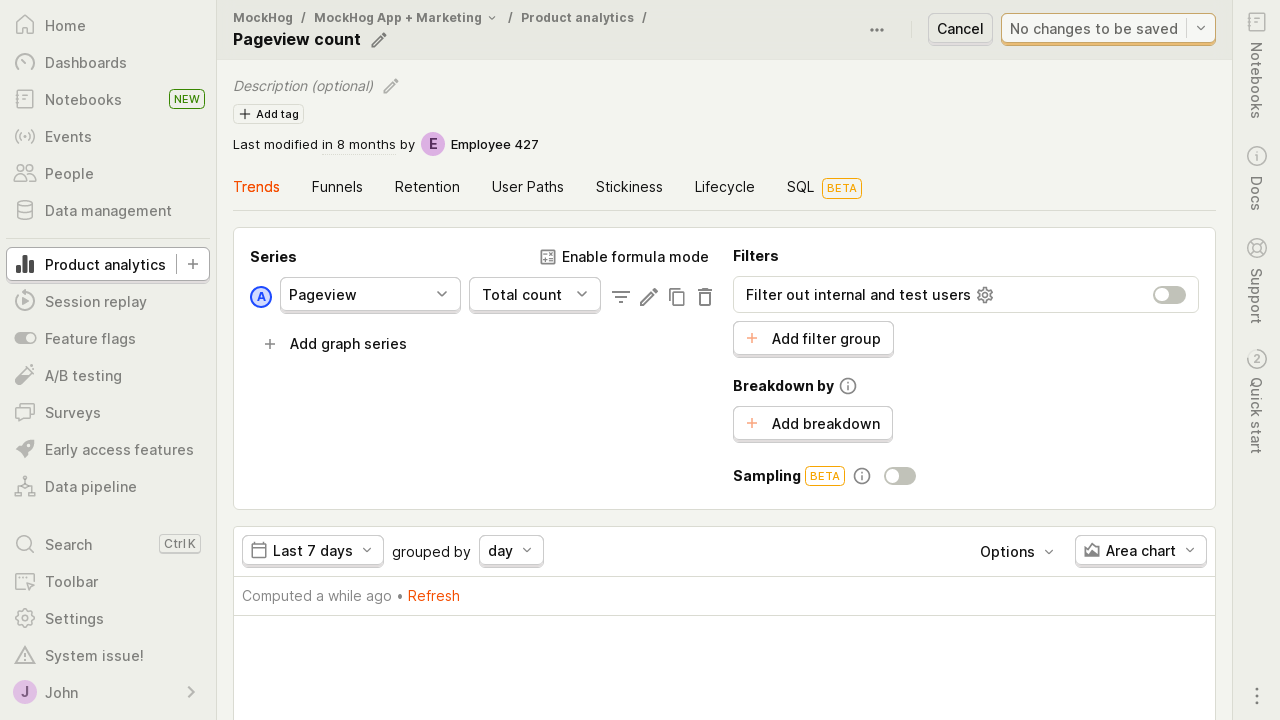 Home
Dashboards
Notebooks NEW
Events
People
Data management
Product analytics
Session replay
Feature flags
A/B testing
Surveys
Early access features
Data pipeline
Search Ctrl K
Toolbar
Settings
System issue!
J John
MockHog / MockHog App + Marketing / Product analytics /
Pageview count
Cancel
No changes to be saved
Description (optional)
Add tag
Last modified in 8 months by E Employee 427
Trends Funnels Retention User Paths Stickiness Lifecycle SQL BETA
Series
Enable formula mode
A Pageview Total count
Add graph series
Filters
Filter out internal and test users
Add filter group
Breakdown by
Add breakdown
Sampling BETA
Last 7 days grouped by day
Options
Area chart
Computed a while ago • Refresh
Notebooks
Docs
Support
2
Quick start